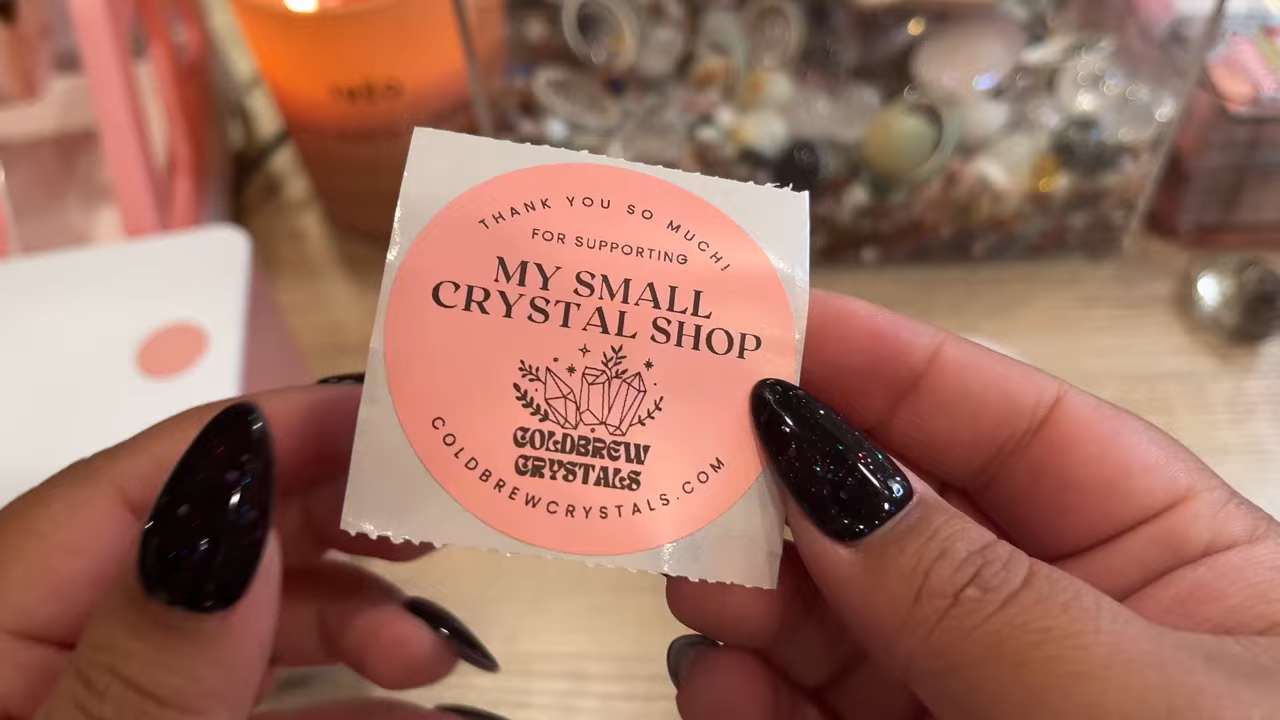 THANK YOU SO MUCH!
FOR SUPPORTING
MY SMALL
CRYSTAL SHOP
COLDBREW
CRYSTALS
COLDBREWCRYSTALS.COM